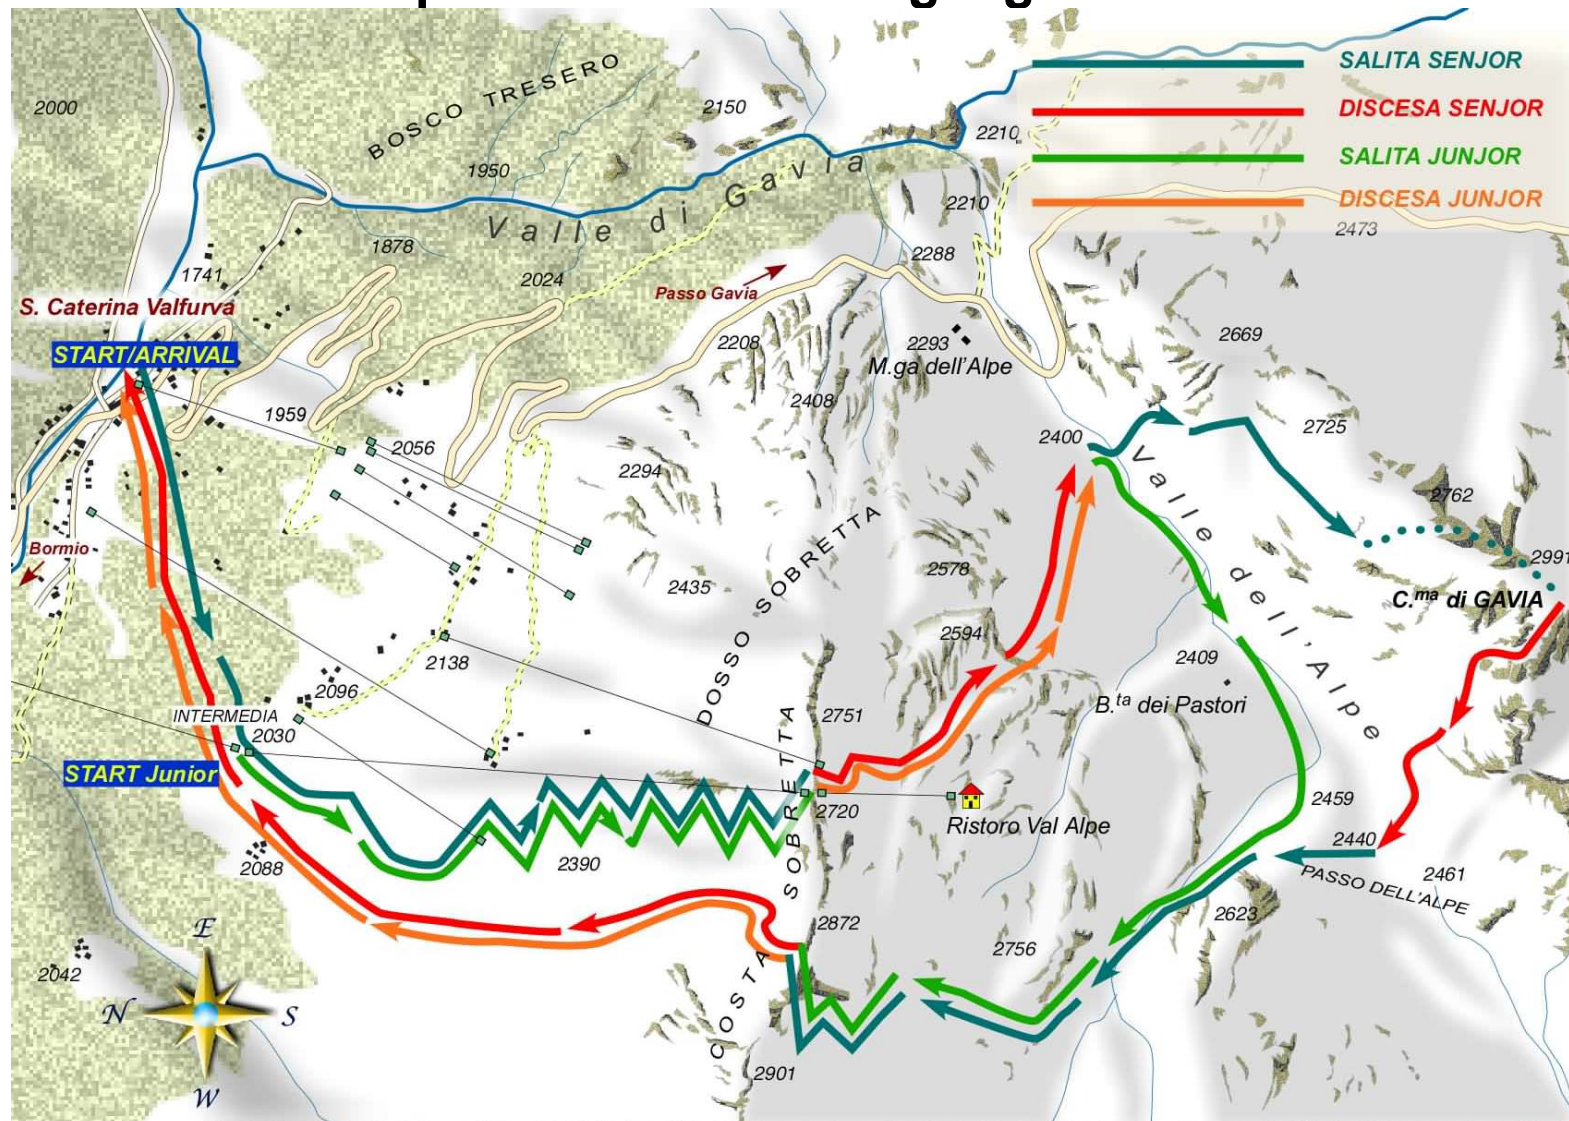 SALITA SENJOR
DISCESA SENJOR
SALITA JUNJOR
DISCESA JUNJOR
2000
BOSCO TRESERO
2150
2210
1950
Valle di Gavia
2210
1878
2473
1741
2024
2288
S. Caterina Valfurva
Passo Gavia
START/ARRIVAL
2208
2293
2669
M.ga dell'Alpe
1959
2056
2408
2400
2725
2294
2762
Valle dell'Alpe
Bormio
DOSSO SOBRETTA
2435
2578
2991
C.ma di GAVIA
2594
2138
2409
2096
B.ta dei Pastori
INTERMEDIA
2030
2751
START Junior
2720
2459
Ristoro Val Alpe
2440
2088
2390
2461
PASSO DELL'ALPE
COSTA SOBRETTA
2872
2623
2756
2042
E
N
S
W
2901